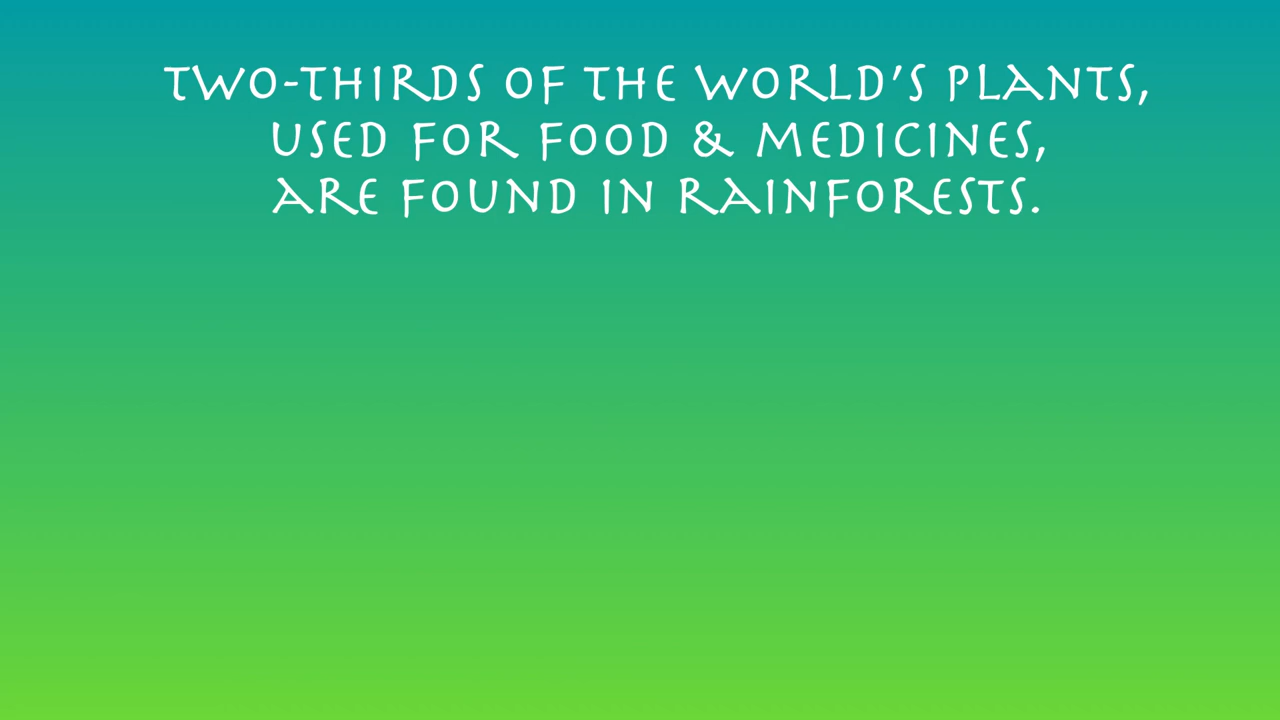 TWO-THIRDS OF THE WORLD'S PLANTS,
USED FOR FOOD & MEDICINES,
ARE FOUND IN RAINFORESTS.